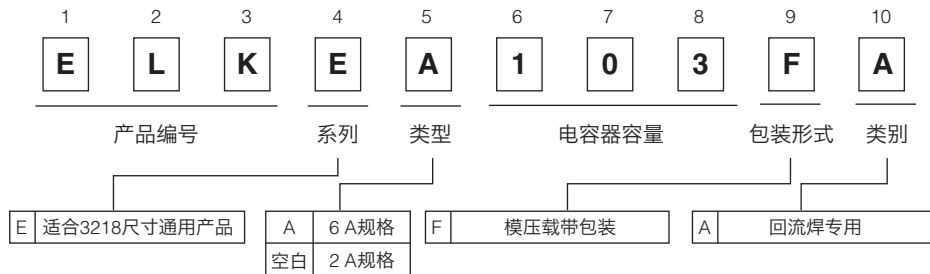 1 2 3 4 5 6 7 8 9 10
E L K E A 1 0 3 F A
产品编号 系列 类型 电容器容量 包装形式 类别
E 适合3218尺寸通用产品 A 6 A规格 F 模压载带包装 A 回流焊专用
空白 2 A规格